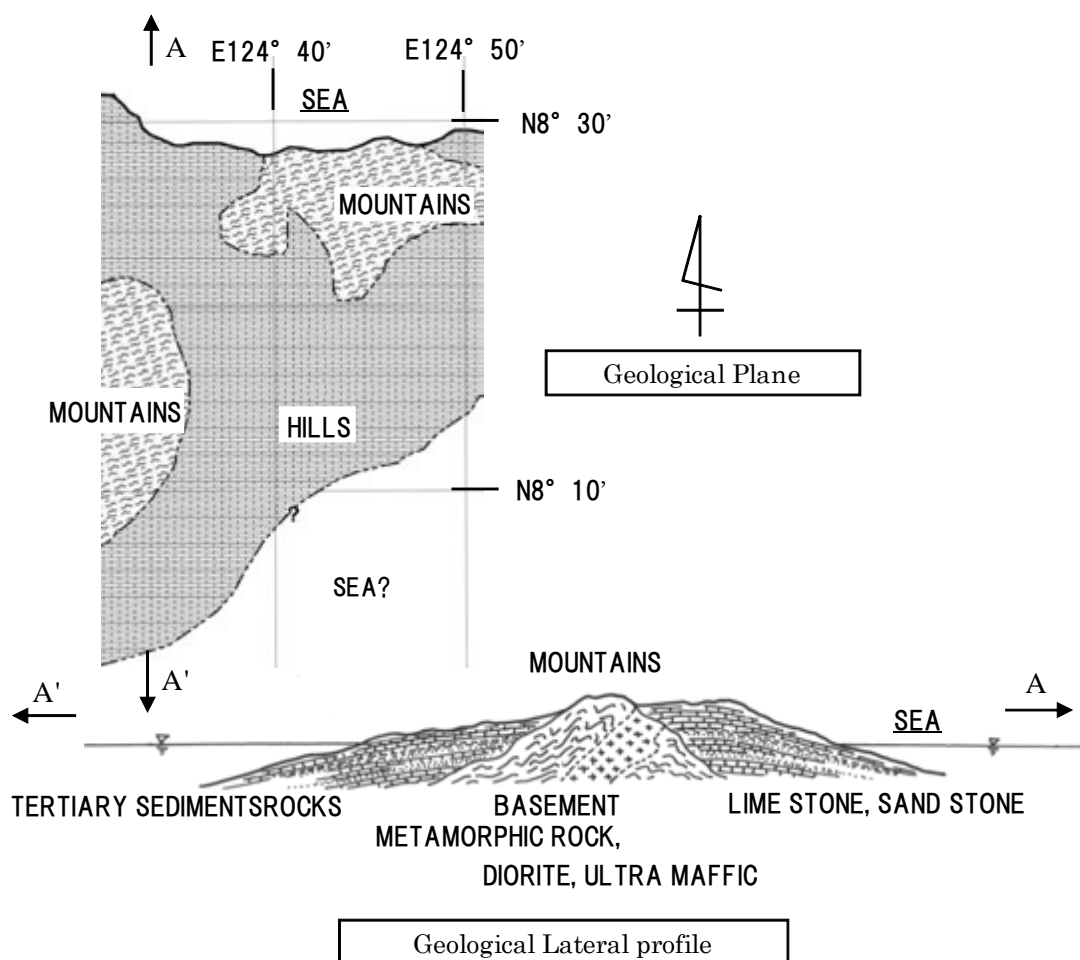 A
E124° 40’
E124° 50’
SEA
N8° 30’
MOUNTAINS
MOUNTAINS
HILLS
Geological Plane
N8° 10’
?
SEA?
A'
A'
MOUNTAINS
A
SEA
TERTIARY SEDIMENTSROCKS
BASEMENT
LIME STONE, SAND STONE
METAMORPHIC ROCK,
DIORITE, ULTRA MAFFIC
Geological Lateral profile